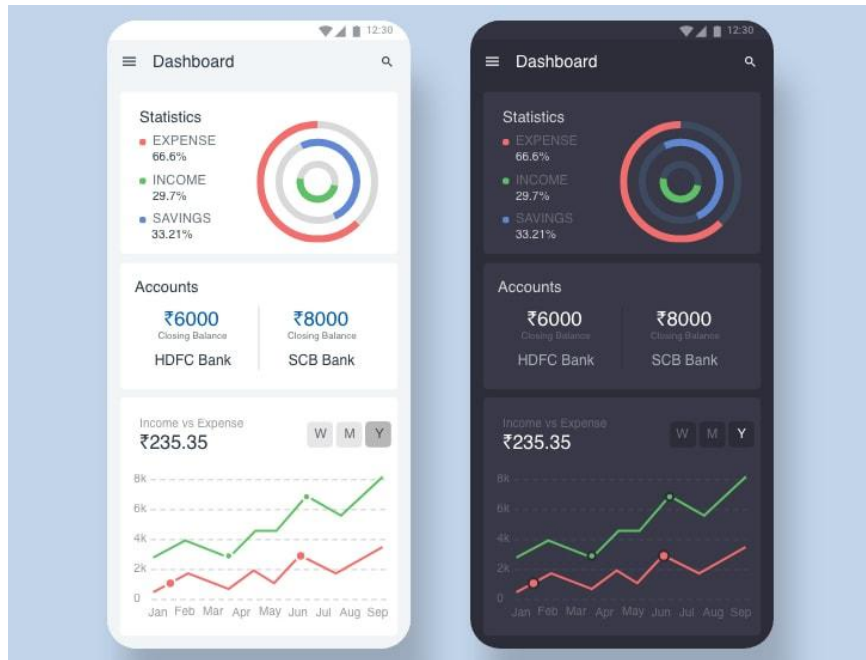 12:30
Dashboard
Statistics
EXPENSE
66.6%
INCOME
29.7%
SAVINGS
33.21%
Accounts
₹6000 ₹8000
Closing Balance Closing Balance
HDFC Bank SCB Bank
Income vs Expense
₹235.35
W M Y
8k
6k
4k
2k
0
Jan Feb Mar Apr May Jun Jul Aug Sep
12:30
Dashboard
Statistics
EXPENSE
66.6%
INCOME
29.7%
SAVINGS
33.21%
Accounts
₹6000 ₹8000
Closing Balance Closing Balance
HDFC Bank SCB Bank
Income vs Expense
₹235.35
W M Y
8k
6k
4k
2k
0
Jan Feb Mar Apr May Jun Jul Aug Sep